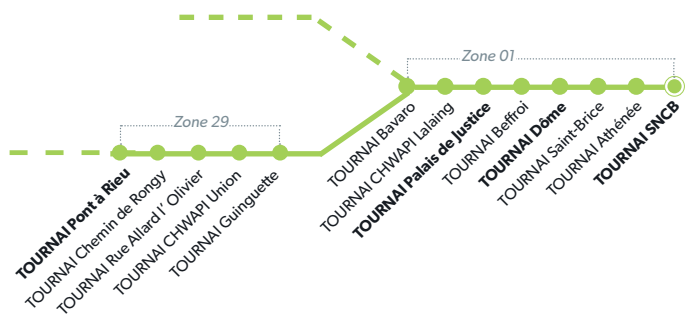 Zone 01
Zone 29
TOURNAI Pont à Rieu
TOURNAI Chemin de Rongy
TOURNAI Rue Allard l' Olivier
TOURNAI CHWAPI Union
TOURNAI Guinguette
TOURNAI Bavaro
TOURNAI CHWAPI Lalaing
TOURNAI Palais de Justice
TOURNAI Beffroi
TOURNAI Dôme
TOURNAI Saint-Brice
TOURNAI Athénée
TOURNAI SNCB